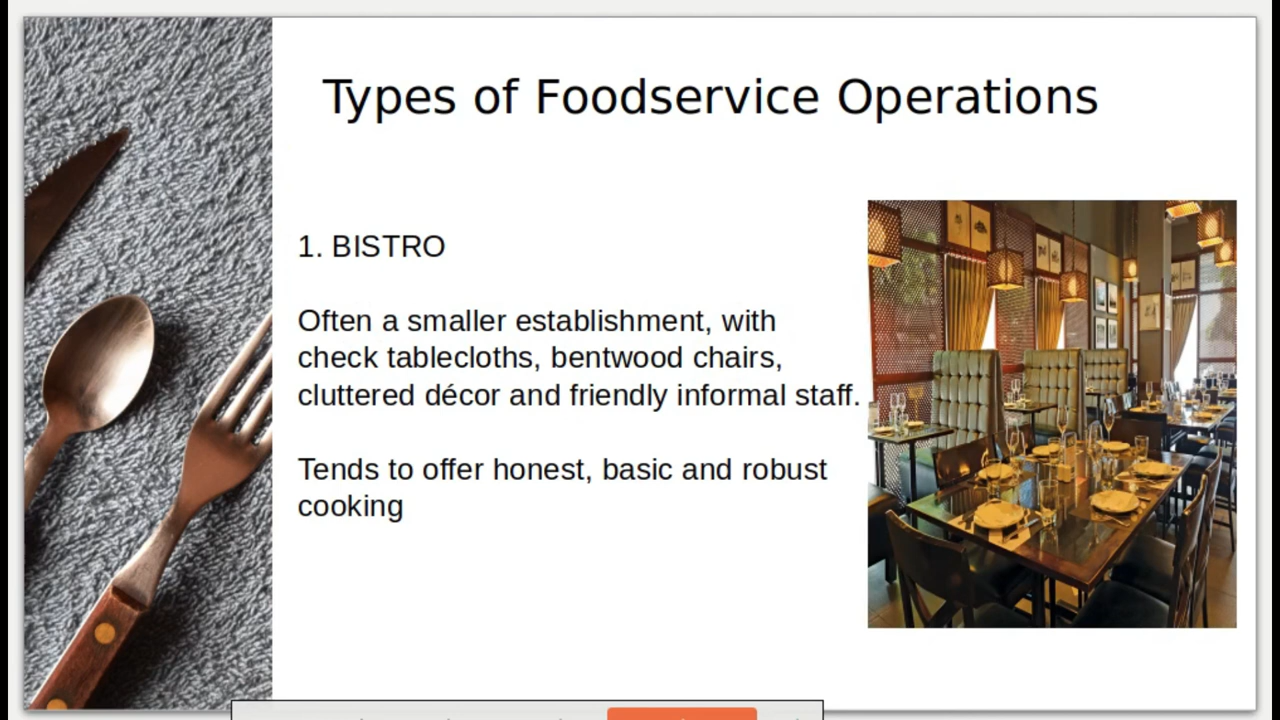 Types of Foodservice Operations
1. BISTRO
Often a smaller establishment, with
check tablecloths, bentwood chairs,
cluttered décor and friendly informal staff.
Tends to offer honest, basic and robust
cooking